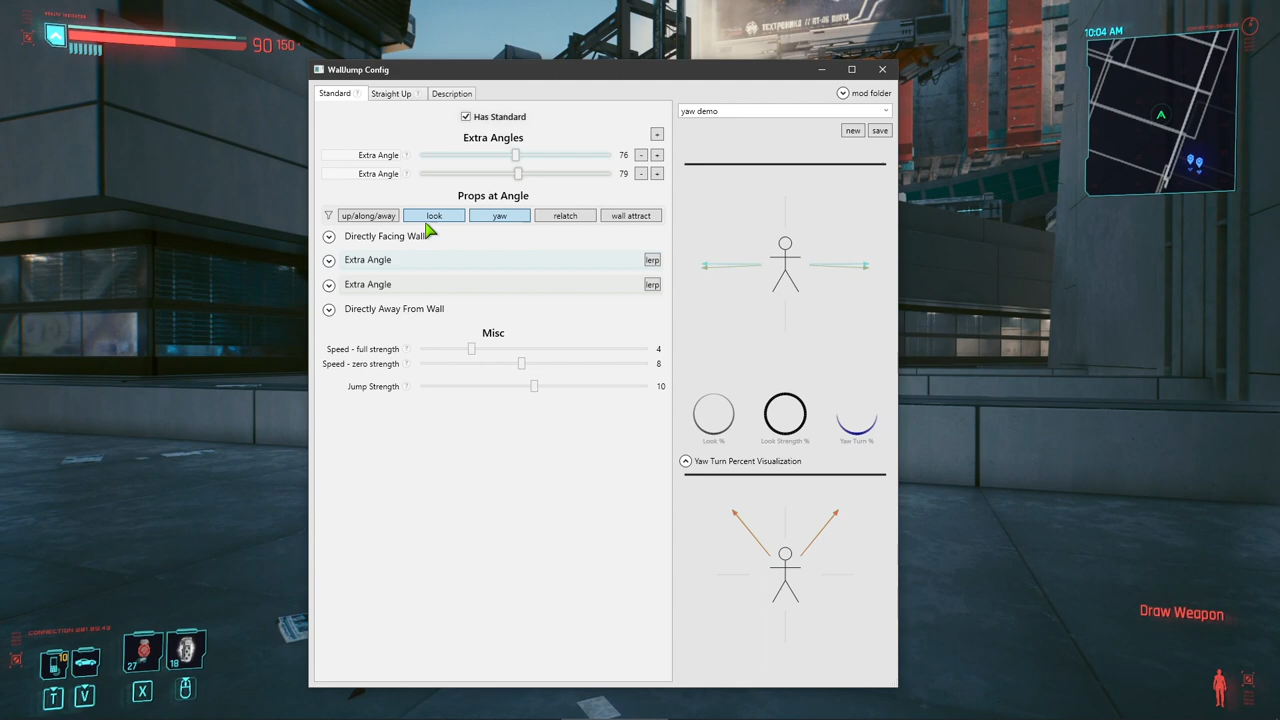 10:04 AM
90 150
WallJump Config
Standard ?
Straight Up ?
Description
mod folder
Has Standard
yaw demo
new
save
Extra Angles
+
Extra Angle ?
76
-
+
Extra Angle ?
79
-
+
Props at Angle
up/along/away
look
yaw
relatch
wall attract
Directly Facing Wall
Extra Angle
lerp
Extra Angle
lerp
Directly Away From Wall
Misc
Speed - full strength ?
4
Speed - zero strength ?
8
Jump Strength ?
10
Look %
Look Strength %
Yaw Turn %
Yaw Turn Percent Visualization
Draw Weapon
10
27
18
T
V
X